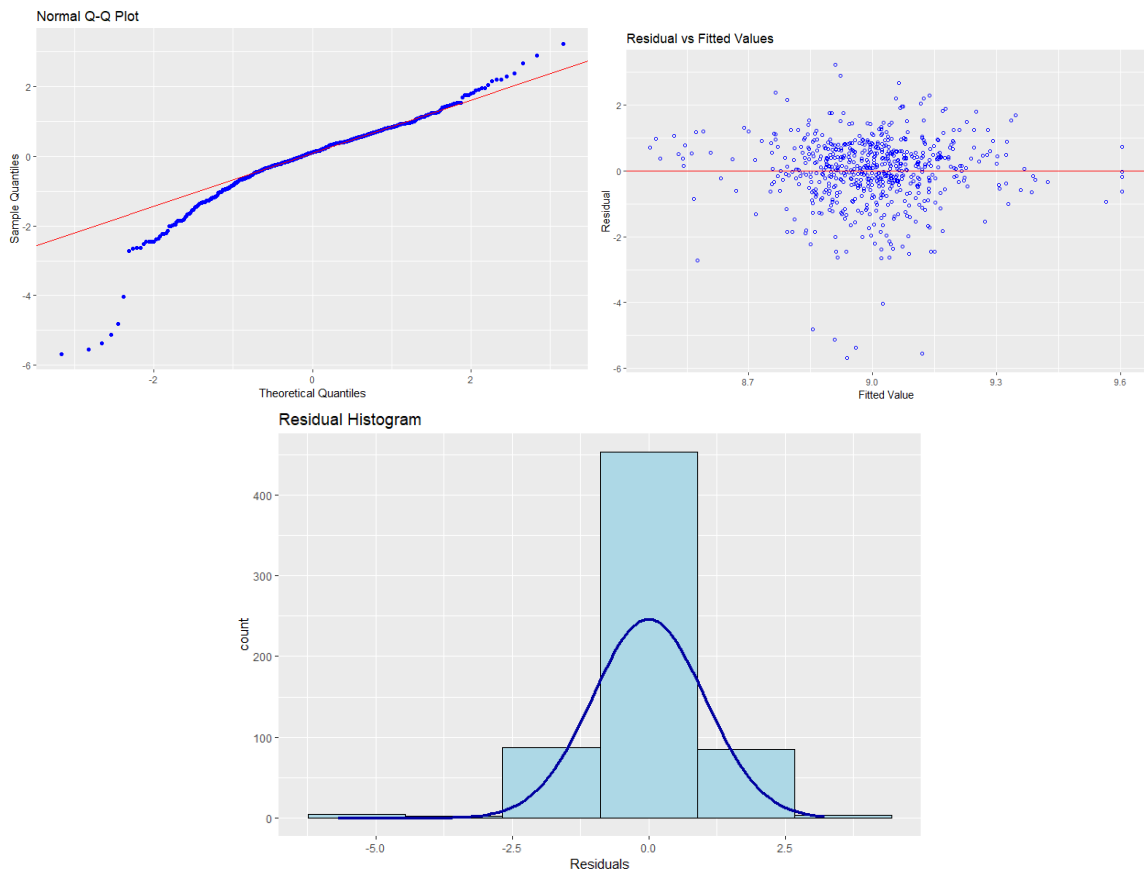 Normal Q-Q Plot
Sample Quantiles
2
0
-2
-4
-6
-2
0
2
Theoretical Quantiles
Residual vs Fitted Values
Residual
2
0
-2
-4
-6
8.7
9.0
9.3
9.6
Fitted Value
Residual Histogram
count
400
300
200
100
0
-5.0
-2.5
0.0
2.5
Residuals